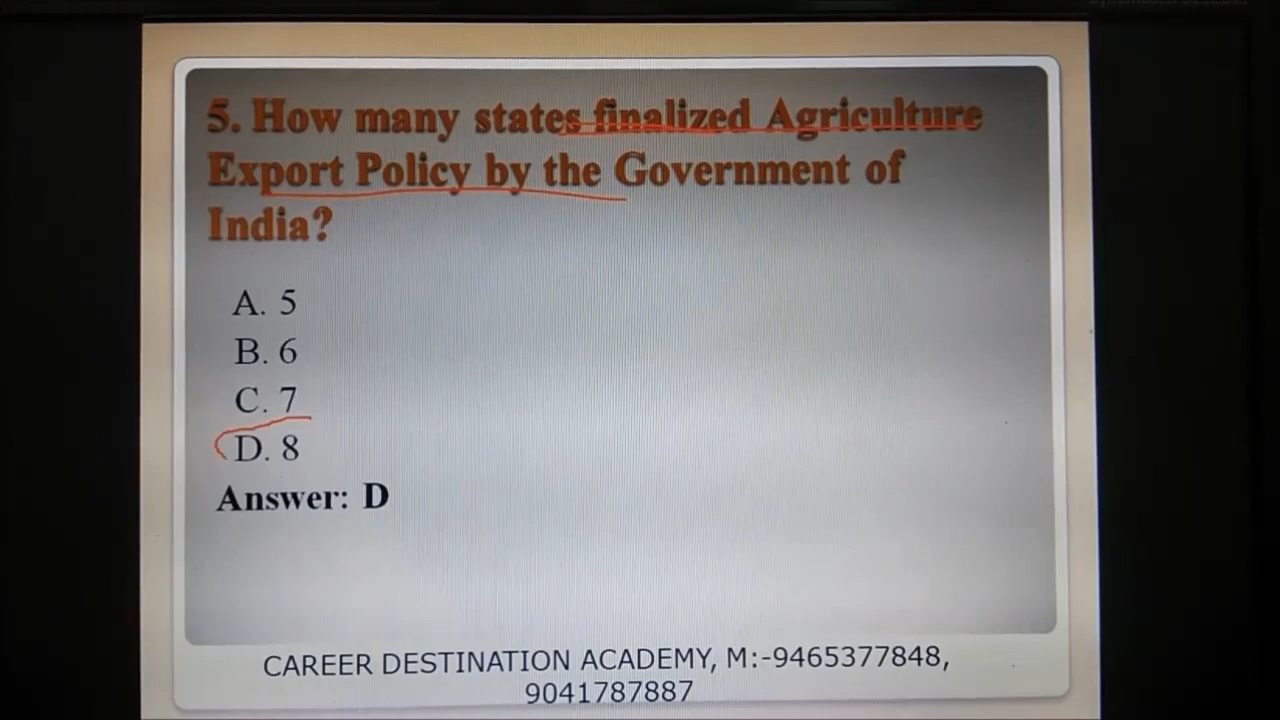 5. How many states finalized Agriculture
Export Policy by the Government of
India?
A. 5
B. 6
C. 7
D. 8
Answer: D
CAREER DESTINATION ACADEMY, M:-9465377848,
9041787887